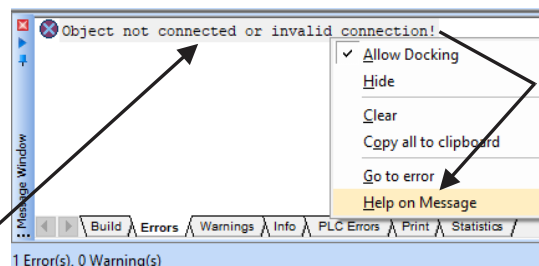 Object not connected or invalid connection!
Allow Docking
Hide
Clear
Copy all to clipboard
Go to error
Help on Message
Message Window
Build Errors Warnings Info PLC Errors Print Statistics
1 Error(s), 0 Warning(s)